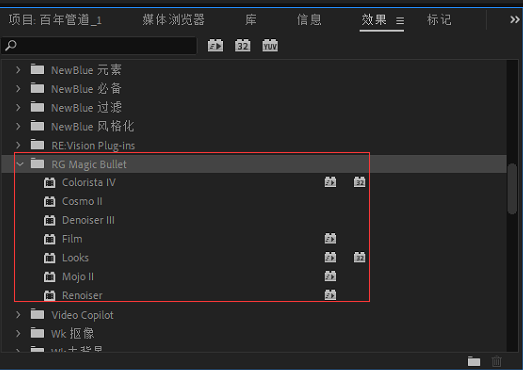 项目: 百年管道_1 媒体浏览器 库 信息 效果 标记
32 YUV
NewBlue 元素
NewBlue 必备
NewBlue 过滤
NewBlue 风格化
RE:Vision Plug-ins
RG Magic Bullet
Colorista IV 32
Cosmo II
Denoiser III
Film
Looks 32
Mojo II
Renoiser
Video Copilot
Wk 抠像